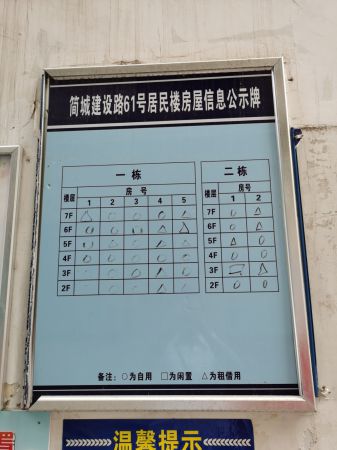 简城建设路61号居民楼房屋信息公示牌
一栋
楼层 房号
1 2 3 4 5
7F
6F
5F
4F
3F
2F
二栋
楼层 房号
1 2
7F
6F
5F
4F
3F
2F
备注：○为自用 □为闲置 △为租借用
温馨提示